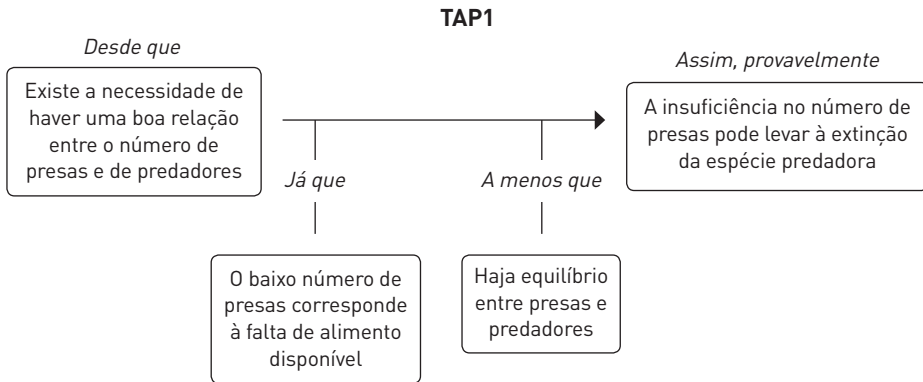 TAP1
Desde que
Existe a necessidade de
haver uma boa relação
entre o número de
presas e de predadores
Já que
O baixo número de
presas corresponde
à falta de alimento
disponível
A menos que
Haja equilíbrio
entre presas e
predadores
Assim, provavelmente
A insuficiência no número de
presas pode levar à extinção
da espécie predadora